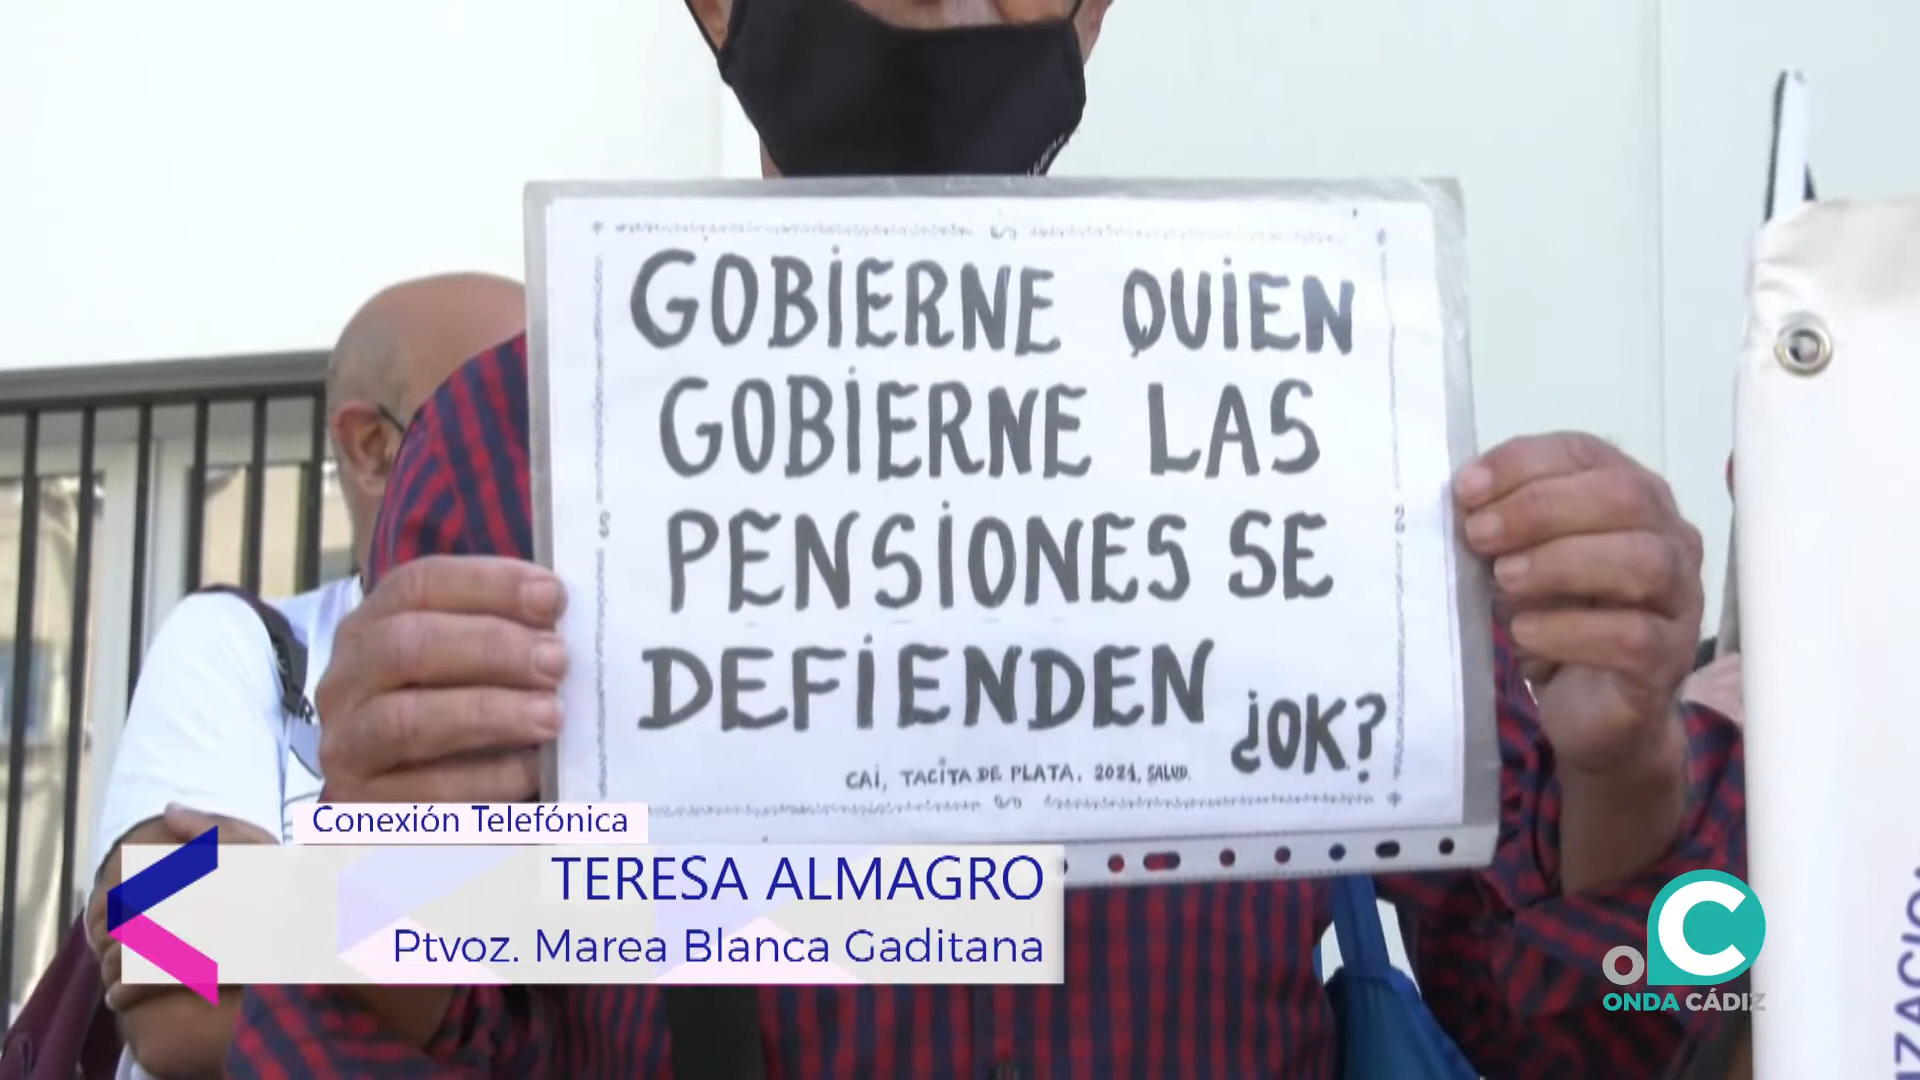 GOBIERNE QUIEN
GOBIERNE LAS
PENSIONES SE
DEFIENDEN ¿OK?
CAI, TACITA DE PLATA. 2021, SALUD.
Conexión Telefónica
TERESA ALMAGRO
Ptvoz. Marea Blanca Gaditana
ONDA CÁDIZ